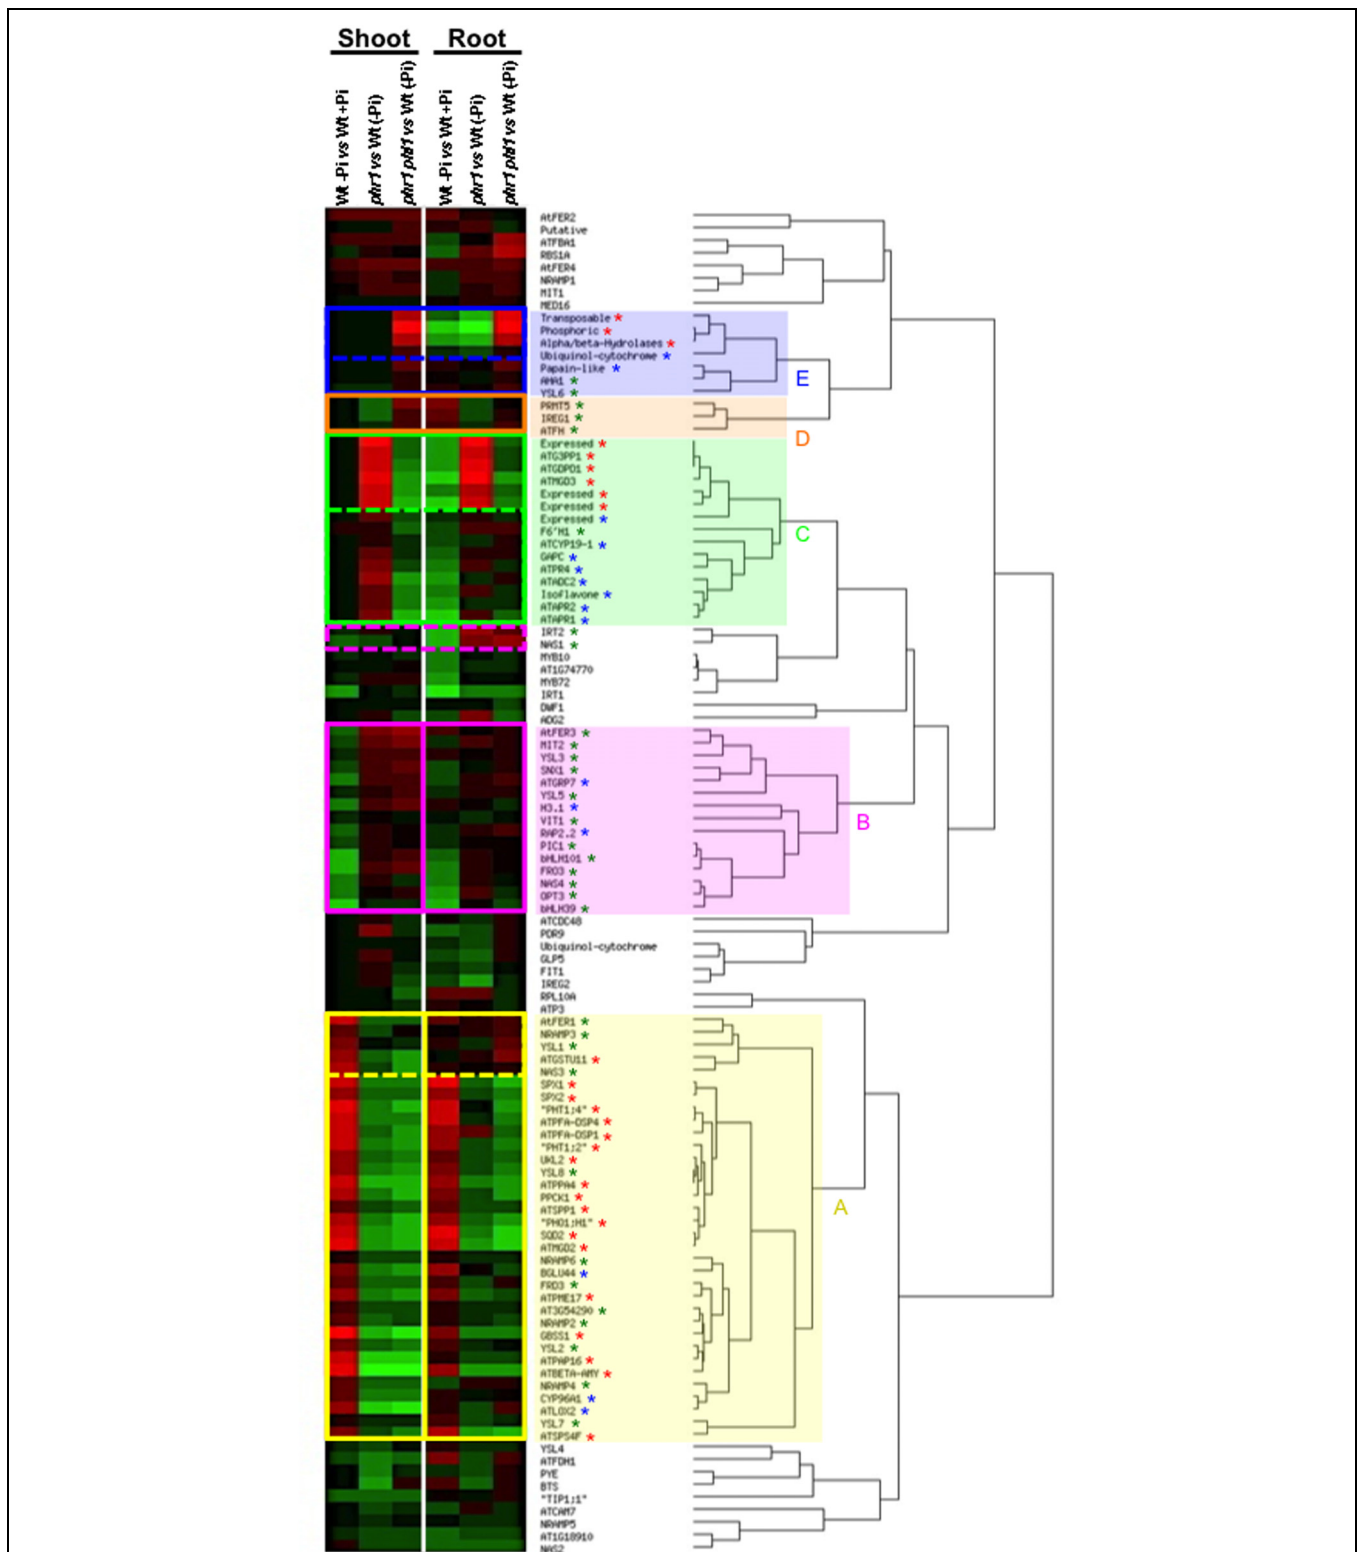 Shoot Root
Wt -Pi vs Wt +Pi
phr1 vs Wt (-Pi)
phr1 phl1 vs Wt (-Pi)
Wt -Pi vs Wt +Pi
phr1 vs Wt (-Pi)
phr1 phl1 vs Wt (-Pi)
AtFER2
Putative
ATFBA1
RBS1A
AtFER4
NRAMP1
MIT1
MED16
Transposable *
Phosphoric *
Alpha/beta-Hydrolases *
Ubiquinol-cytochrome *
Papain-like *
E
AHA1 *
YSL6 *
PRMT5 *
IREG1 *
ATFH *
D
Expressed *
ATG3PP1 *
ATGDPD1 *
ATMGD3 *
Expressed *
Expressed *
Expressed *
F6'H1 *
C
ATCYP19-1 *
GAPC *
ATPR4 *
ATADC2 *
Isoflavone *
ATAPR2 *
ATAPR1 *
IRT2 *
NAS1 *
MYB10
AT1G74770
MYB72
IRT1
DWF1
ADG2
AtFER3 *
MIT2 *
YSL3 *
SNX1 *
ATGRP7 *
YSL5 *
H3.1 *
VIT1 *
B
RAP2.2 *
PIC1 *
bHLH101 *
FRO3 *
NAS4 *
OPT3 *
bHLH39 *
ATCDC48
PDR9
Ubiquinol-cytochrome
GLP5
FIT1
IREG2
RPL10A
ATP3
AtFER1 *
NRAMP3 *
YSL1 *
ATGSTU11 *
NAS3 *
SPX1 *
SPX2 *
"PHT1;4" *
ATPFA-DSP4 *
ATPFA-DSP1 *
"PHT1;2" *
UKL2 *
YSL8 *
ATPPA4 *
PPCK1 *
ATSPP1 *
A
"PHO1;H1" *
SQD2 *
ATMGD2 *
NRAMP6 *
BGLU44 *
FRD3 *
ATPME17 *
AT3G54290 *
NRAMP2 *
GBSS1 *
YSL2 *
ATPAP16 *
ATBETA-AMY *
NRAMP4 *
CYP96A1 *
ATLOX2 *
YSL7 *
ATSPS4F *
YSL4
ATFDH1
PYE
BTS
"TIP1;1"
ATCAM7
NRAMP5
AT1G18910
NAS2